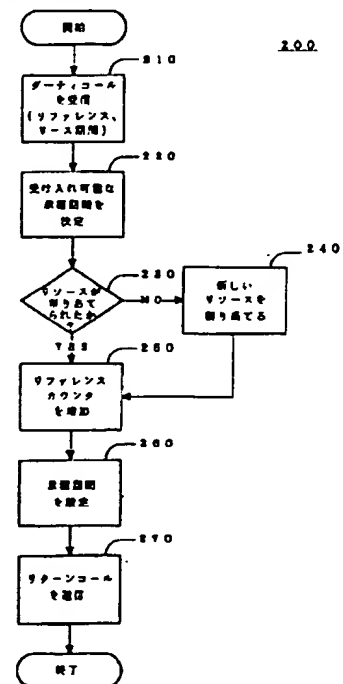 開始
200
210
ダーティコール
を受信
(リファレンス、
リース期間)
220
受け入れ可能な
承諾期間を
決定
230
リソースが
割りあて
られたか
?
NO
YES
240
新しい
リソースを
割り当てる
250
リファレンス
カウンタ
を増加
260
承諾期間
を設定
270
リターンコール
を送信
終了